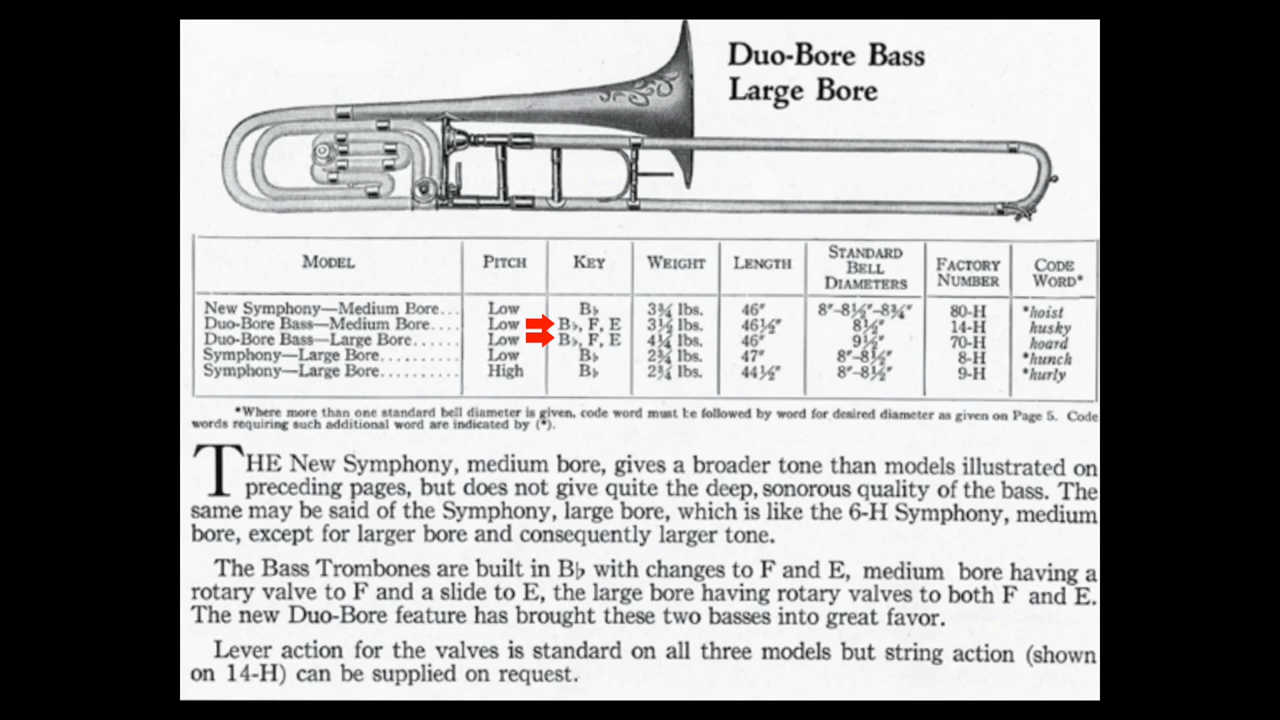 Duo-Bore Bass
Large Bore
MODEL PITCH KEY WEIGHT LENGTH STANDARD BELL DIAMETERS FACTORY NUMBER CODE WORD*
New Symphony—Medium Bore... Low B♭ 3¾ lbs. 46″ 8″-8½″-8¾″ 80-H *hoist
Duo-Bore Bass—Medium Bore.... Low B♭, F, E 3½ lbs. 46½″ 8½″ 14-H husky
Duo-Bore Bass—Large Bore...... Low B♭, F, E 4¼ lbs. 46″ 9½″ 70-H hoard
Symphony—Large Bore.......... Low B♭ 2¾ lbs. 47″ 8″-8½″ 8-H *hunch
Symphony—Large Bore.......... High B♭ 2¾ lbs. 44½″ 8″-8½″ 9-H *hurly
*Where more than one standard bell diameter is given, code word must be followed by word for desired diameter as given on Page 5. Code
words requiring such additional word are indicated by (*).
THE New Symphony, medium bore, gives a broader tone than models illustrated on
preceding pages, but does not give quite the deep, sonorous quality of the bass. The
same may be said of the Symphony, large bore, which is like the 6-H Symphony, medium
bore, except for larger bore and consequently larger tone.
The Bass Trombones are built in B♭ with changes to F and E, medium bore having a
rotary valve to F and a slide to E, the large bore having rotary valves to both F and E.
The new Duo-Bore feature has brought these two basses into great favor.
Lever action for the valves is standard on all three models but string action (shown
on 14-H) can be supplied on request.